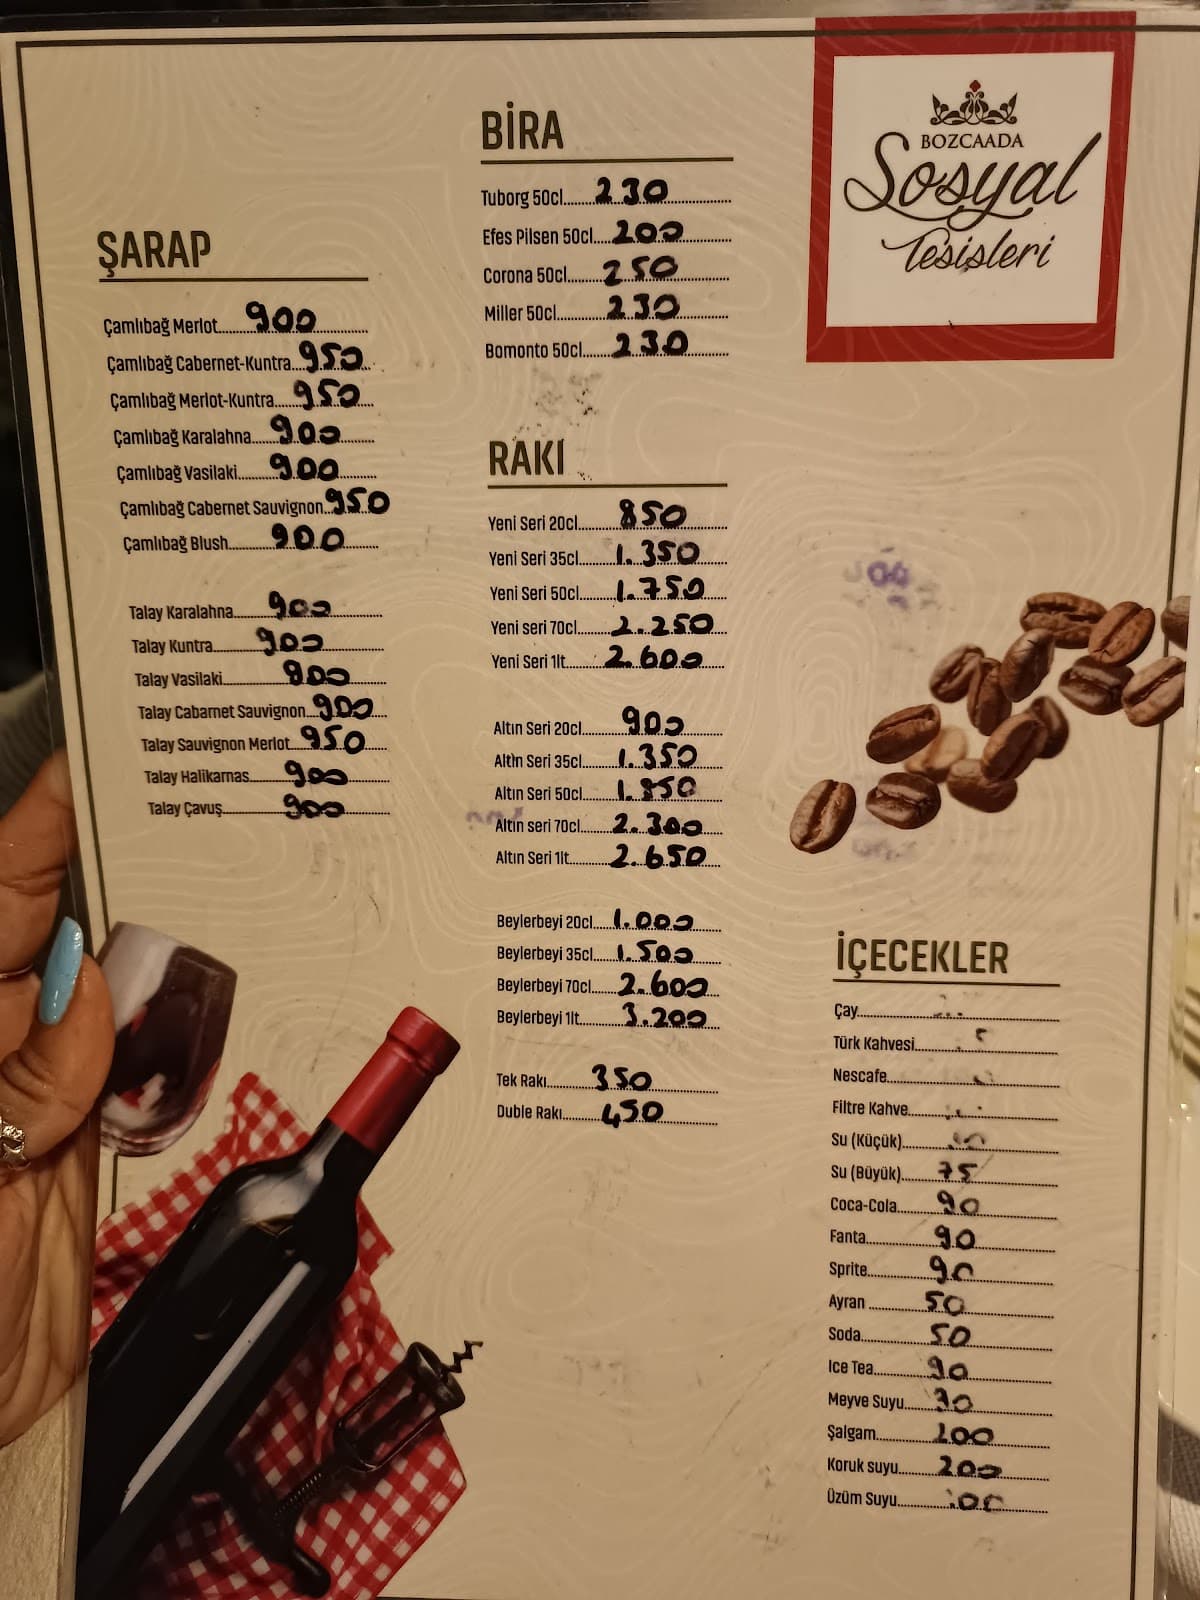 BOZCAADA
Sosyal
Tesisleri
ŞARAP
Çamlıbağ Merlot 900
Çamlıbağ Cabernet-Kuntra 950
Çamlıbağ Merlot-Kuntra 950
Çamlıbağ Karalahna 900
Çamlıbağ Vasilaki 900
Çamlıbağ Cabernet Sauvignon 950
Çamlıbağ Blush 900
Talay Karalahna 900
Talay Kuntra 900
Talay Vasilaki 900
Talay Cabarnet Sauvignon 900
Talay Sauvignon Merlot 950
Talay Halikarnas 900
Talay Çavuş 900
BİRA
Tuborg 50cl 230
Efes Pilsen 50cl 200
Corona 50cl 250
Miller 50cl 230
Bomonto 50cl 230
RAKI
Yeni Seri 20cl 850
Yeni Seri 35cl 1.350
Yeni Seri 50cl 1.750
Yeni seri 70cl 2.250
Yeni Seri 1lt 2.600
Altın Seri 20cl 900
Altın Seri 35cl 1.350
Altın Seri 50cl 1.850
Altın seri 70cl 2.300
Altın Seri 1lt 2.650
Beylerbeyi 20cl 1.000
Beylerbeyi 35cl 1.500
Beylerbeyi 70cl 2.600
Beylerbeyi 1lt 3.200
Tek Rakı 350
Duble Rakı 450
İÇECEKLER
Çay
Türk Kahvesi
Nescafe
Filtre Kahve
Su (Küçük)
Su (Büyük) 75
Coca-Cola 90
Fanta 90
Sprite 90
Ayran 50
Soda 50
Ice Tea 90
Meyve Suyu
Şalgam 100
Koruk suyu 200
Üzüm Suyu